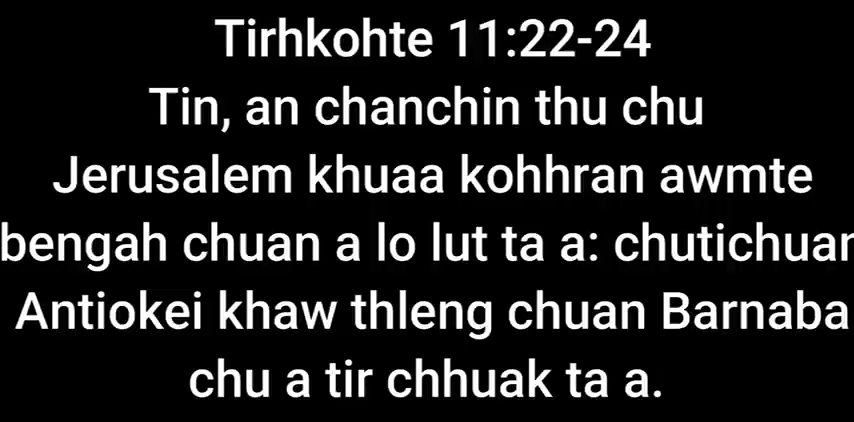 Tirhkohte 11:22-24
Tin, an chanchin thu chu
Jerusalem khuaa kohhran awmte
bengah chuan a lo lut ta a: chutichuan
Antiokei khaw thleng chuan Barnaba
chu a tir chhuak ta a.